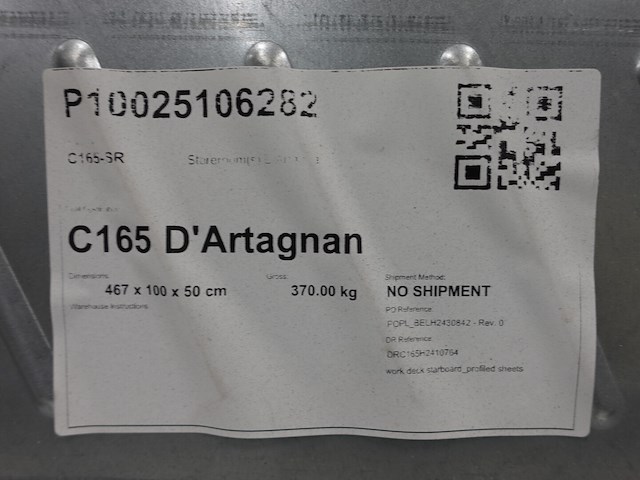 P10025106282
C165-SR
C165 D'Artagnan
Dimensions: Gross: Shipment Method:
467 x 100 x 50 cm 370.00 kg NO SHIPMENT
Warehouse Instructions PO Reference:
POPL_BELH2430842 - Rev. 0
DR Reference:
DRC165H2410764
work deck starboard_profiled sheets